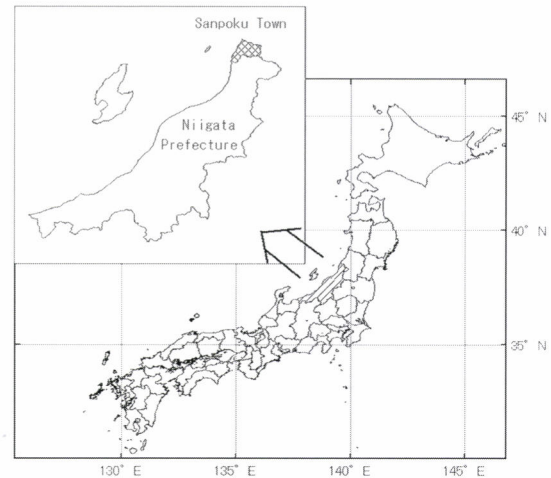 Sanpoku Town
Niigata
Prefecture
45° N
40° N
35° N
130° E
135° E
140° E
145° E